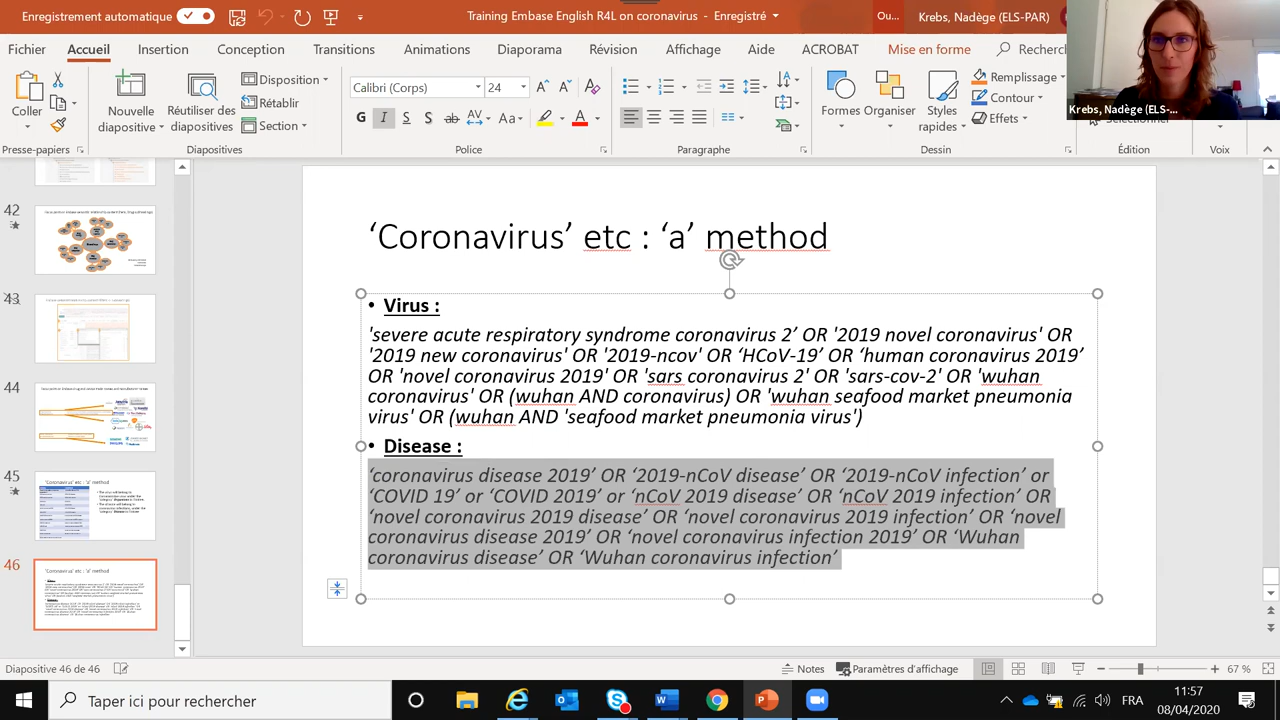 Enregistrement automatique
Training Embase English R4L on coronavirus - Enregistré
Ou...
Krebs, Nadège (ELS-PAR)
Fichier Accueil Insertion Conception Transitions Animations Diaporama Révision Affichage Aide ACROBAT Mise en forme Recherc
Krebs, Nadège (ELS-...
Coller
Nouvelle diapositive
Réutiliser des diapositives
Disposition
Rétablir
Section
Calibri (Corps) 24
G I S S ab AV Aa A
Formes Organiser Styles rapides
Remplissage
Contour
Effets
Sélectionner
Presse-papiers Diapositives Police Paragraphe Dessin Édition Voix
42
43
44
45
46
‘Coronavirus’ etc : ‘a’ method
• Virus :
'severe acute respiratory syndrome coronavirus 2’ OR '2019 novel coronavirus' OR
'2019 new coronavirus' OR '2019-ncov' OR ‘HCoV-19’ OR ‘human coronavirus 2019’
OR 'novel coronavirus 2019' OR 'sars coronavirus 2' OR 'sars-cov-2' OR 'wuhan
coronavirus' OR (wuhan AND coronavirus) OR 'wuhan seafood market pneumonia
virus' OR (wuhan AND 'seafood market pneumonia virus')
• Disease :
‘coronavirus disease 2019’ OR ‘2019-nCoV disease’ OR ‘2019-nCoV infection’ or
‘COVID 19’ or ‘COVID 2019’ or ‘nCoV 2019 disease’ OR ‘nCoV 2019 infection’ OR
‘novel coronavirus 2019 disease’ OR ‘novel coronavirus 2019 infection’ OR ‘novel
coronavirus disease 2019’ OR ‘novel coronavirus infection 2019’ OR ‘Wuhan
coronavirus disease’ OR ‘Wuhan coronavirus infection’
Diapositive 46 de 46
Notes
Paramètres d'affichage
67 %
Taper ici pour rechercher
FRA
11:57
08/04/2020